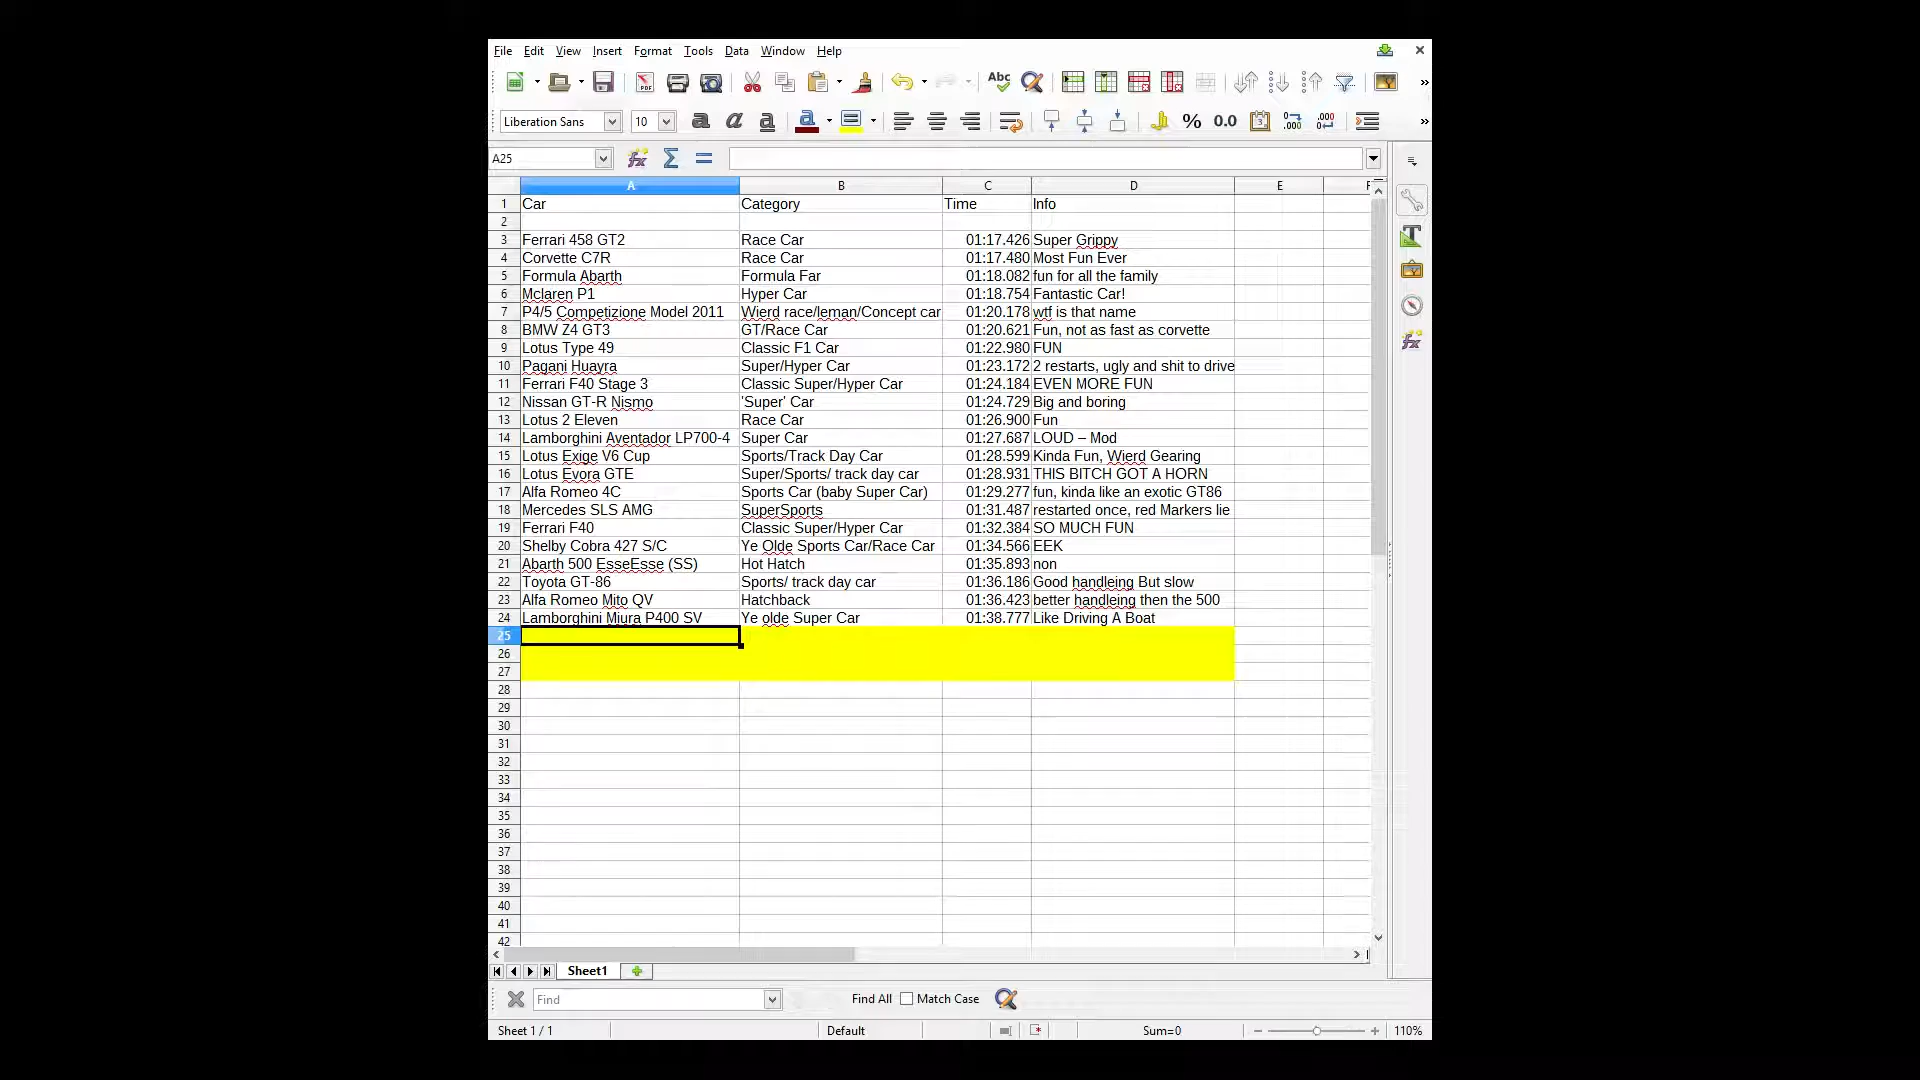 File Edit View Insert Format Tools Data Window Help
Abc
Liberation Sans 10 a a a a % 0.0
A25
A B C D E F
1 Car Category Time Info
2
3 Ferrari 458 GT2 Race Car 01:17.426 Super Grippy
4 Corvette C7R Race Car 01:17.480 Most Fun Ever
5 Formula Abarth Formula Far 01:18.082 fun for all the family
6 Mclaren P1 Hyper Car 01:18.754 Fantastic Car!
7 P4/5 Competizione Model 2011 Wierd race/leman/Concept car 01:20.178 wtf is that name
8 BMW Z4 GT3 GT/Race Car 01:20.621 Fun, not as fast as corvette
9 Lotus Type 49 Classic F1 Car 01:22.980 FUN
10 Pagani Huayra Super/Hyper Car 01:23.172 2 restarts, ugly and shit to drive
11 Ferrari F40 Stage 3 Classic Super/Hyper Car 01:24.184 EVEN MORE FUN
12 Nissan GT-R Nismo 'Super' Car 01:24.729 Big and boring
13 Lotus 2 Eleven Race Car 01:26.900 Fun
14 Lamborghini Aventador LP700-4 Super Car 01:27.687 LOUD – Mod
15 Lotus Exige V6 Cup Sports/Track Day Car 01:28.599 Kinda Fun, Wierd Gearing
16 Lotus Evora GTE Super/Sports/ track day car 01:28.931 THIS BITCH GOT A HORN
17 Alfa Romeo 4C Sports Car (baby Super Car) 01:29.277 fun, kinda like an exotic GT86
18 Mercedes SLS AMG SuperSports 01:31.487 restarted once, red Markers lie
19 Ferrari F40 Classic Super/Hyper Car 01:32.384 SO MUCH FUN
20 Shelby Cobra 427 S/C Ye Olde Sports Car/Race Car 01:34.566 EEK
21 Abarth 500 EsseEsse (SS) Hot Hatch 01:35.893 non
22 Toyota GT-86 Sports/ track day car 01:36.186 Good handleing But slow
23 Alfa Romeo Mito QV Hatchback 01:36.423 better handleing then the 500
24 Lamborghini Miura P400 SV Ye olde Super Car 01:38.777 Like Driving A Boat
25
26
27
28
29
30
31
32
33
34
35
36
37
38
39
40
41
42
Sheet1
Find Find All Match Case
Sheet 1 / 1 Default Sum=0 110%